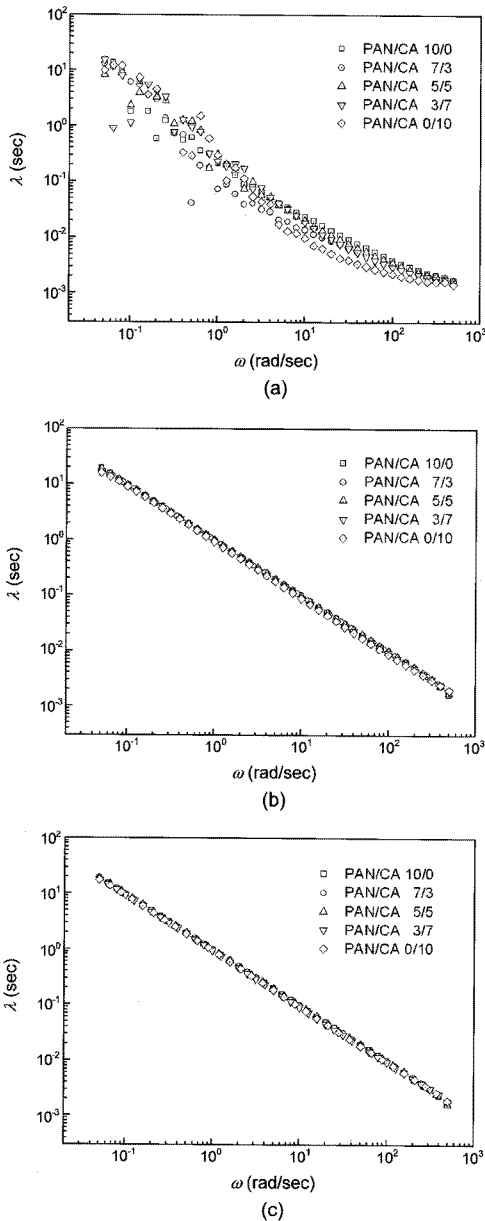 10²
10¹
10⁰
10⁻¹
10⁻²
10⁻³
λ (sec)
PAN/CA 10/0
PAN/CA 7/3
PAN/CA 5/5
PAN/CA 3/7
PAN/CA 0/10
10⁻¹ 10⁰ 10¹ 10² 10³
ω (rad/sec)
(a)
10²
10¹
10⁰
10⁻¹
10⁻²
10⁻³
λ (sec)
PAN/CA 10/0
PAN/CA 7/3
PAN/CA 5/5
PAN/CA 3/7
PAN/CA 0/10
10⁻¹ 10⁰ 10¹ 10² 10³
ω (rad/sec)
(b)
10²
10¹
10⁰
10⁻¹
10⁻²
10⁻³
λ (sec)
PAN/CA 10/0
PAN/CA 7/3
PAN/CA 5/5
PAN/CA 3/7
PAN/CA 0/10
10⁻¹ 10⁰ 10¹ 10² 10³
ω (rad/sec)
(c)